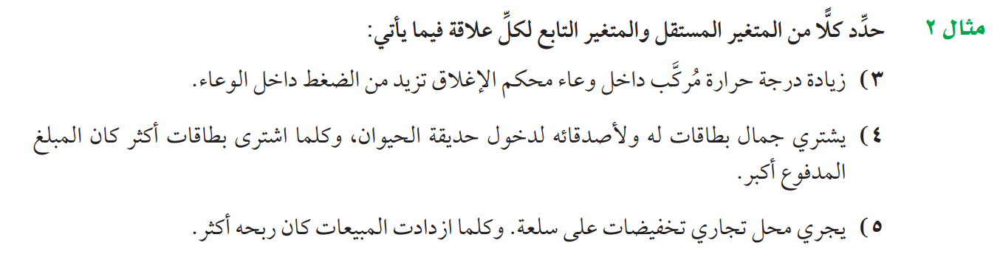 مثال ٢ حدِّد كلًّا من المتغير المستقل والمتغير التابع لكلِّ علاقة فيما يأتي:
٣) زيادة درجة حرارة مُركَّب داخل وعاء محكم الإغلاق تزيد من الضغط داخل الوعاء.
٤) يشتري جمال بطاقات له ولأصدقائه لدخول حديقة الحيوان، وكلما اشترى بطاقات أكثر كان المبلغ
المدفوع أكبر.
٥) يجري محل تجاري تخفيضات على سلعة. وكلما ازدادت المبيعات كان ربحه أكثر.